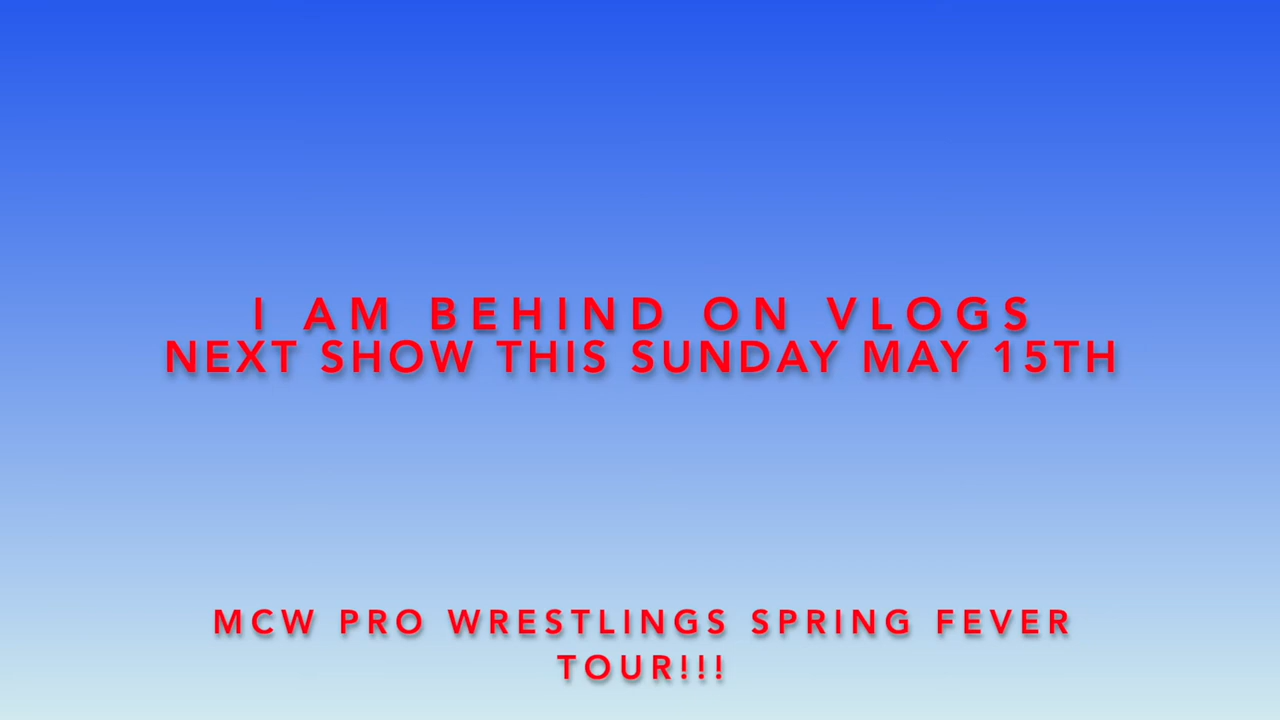 I AM BEHIND ON VLOGS
NEXT SHOW THIS SUNDAY MAY 15TH
MCW PRO WRESTLINGS SPRING FEVER
TOUR!!!